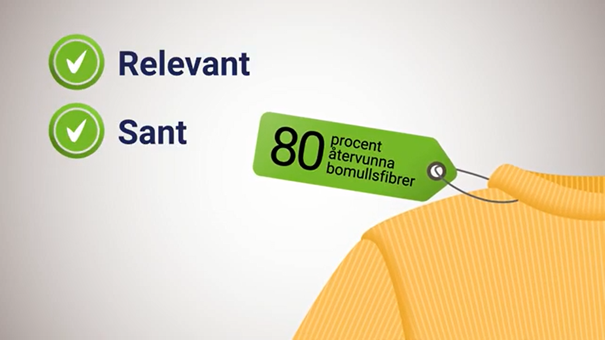 Relevant
Sant
80 procent
återvunna
bomullsfibrer